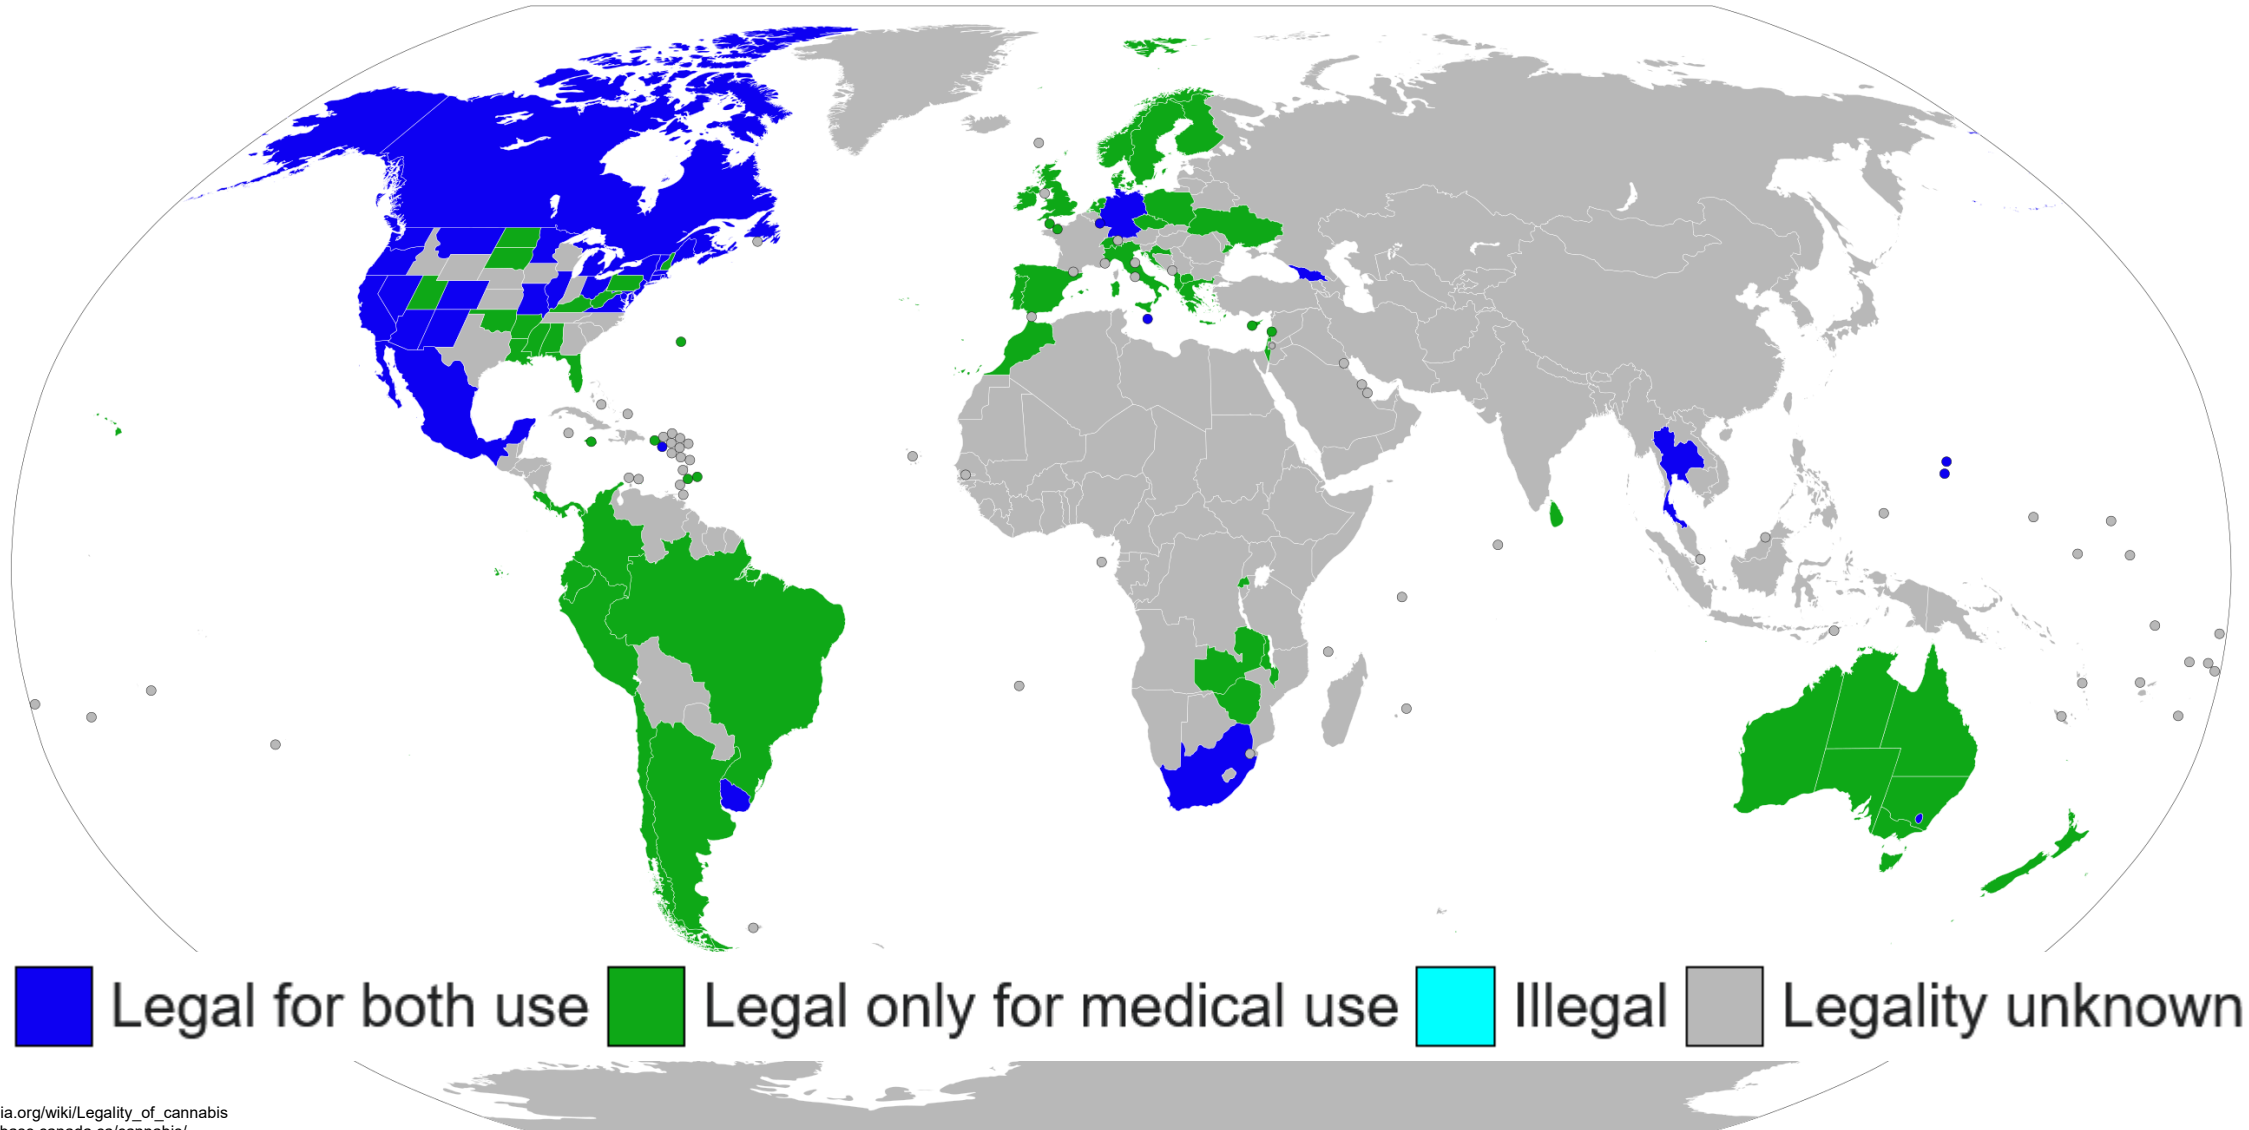 Legal for both use
Legal only for medical use
Illegal
Legality unknown
ia.org/wiki/Legality_of_cannabis